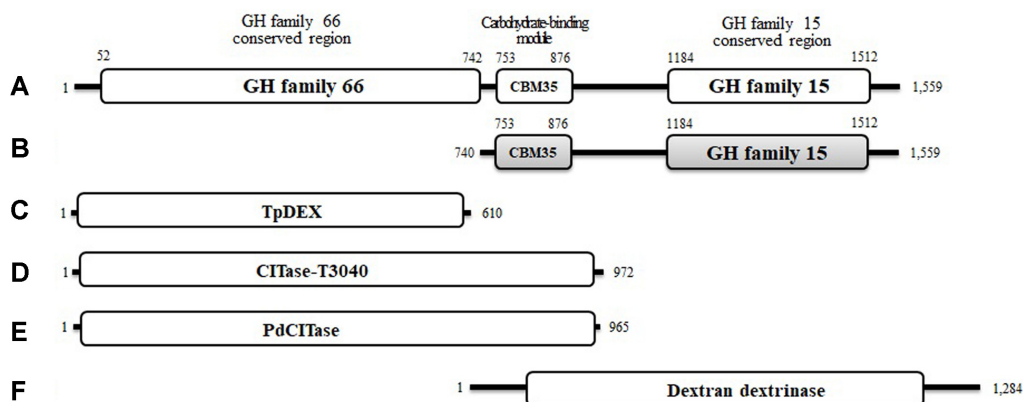 GH family 66
conserved region
Carbohydrate-binding
module
GH family 15
conserved region
52 742 753 876 1184 1512
A 1 GH family 66 CBM35 GH family 15 1,559
753 876 1184 1512
B 740 CBM35 GH family 15 1,559
C 1 TpDEX 610
D 1 CITase-T3040 972
E 1 PdCITase 965
F 1 Dextran dextrinase 1,284